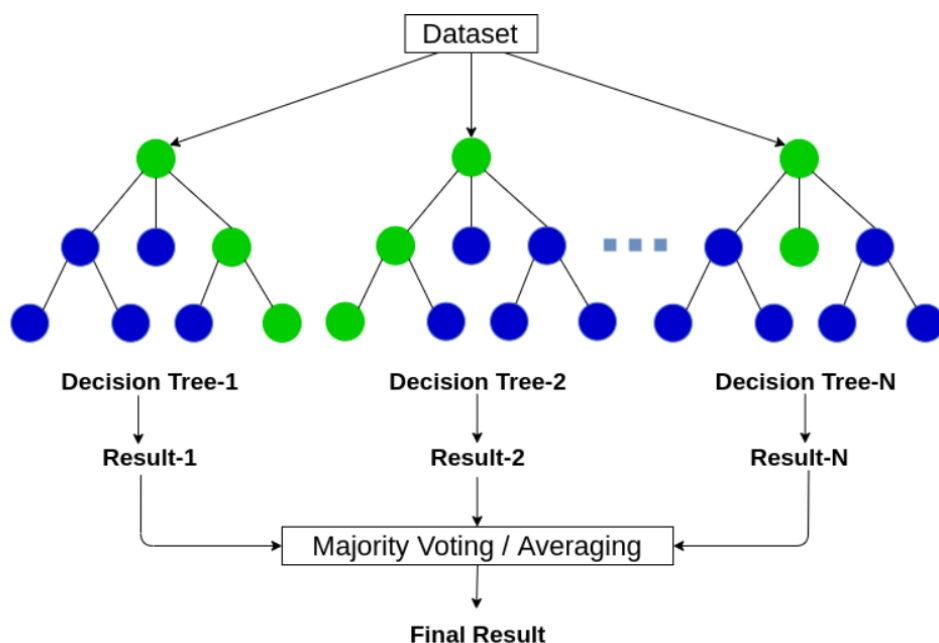 Dataset
Decision Tree-1
Decision Tree-2
Decision Tree-N
Result-1
Result-2
Result-N
Majority Voting / Averaging
Final Result